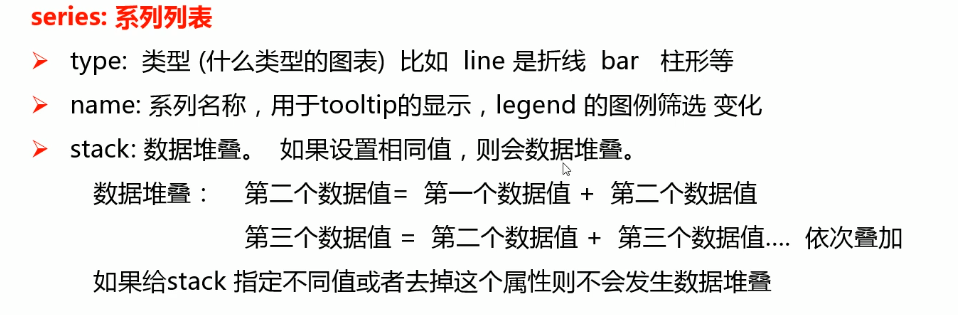 series: 系列列表
type: 类型 (什么类型的图表) 比如 line 是折线 bar 柱形等
name: 系列名称，用于tooltip的显示，legend 的图例筛选 变化
stack: 数据堆叠。 如果设置相同值，则会数据堆叠。
数据堆叠： 第二个数据值= 第一个数据值 + 第二个数据值
第三个数据值 = 第二个数据值 + 第三个数据值.... 依次叠加
如果给stack 指定不同值或者去掉这个属性则不会发生数据堆叠